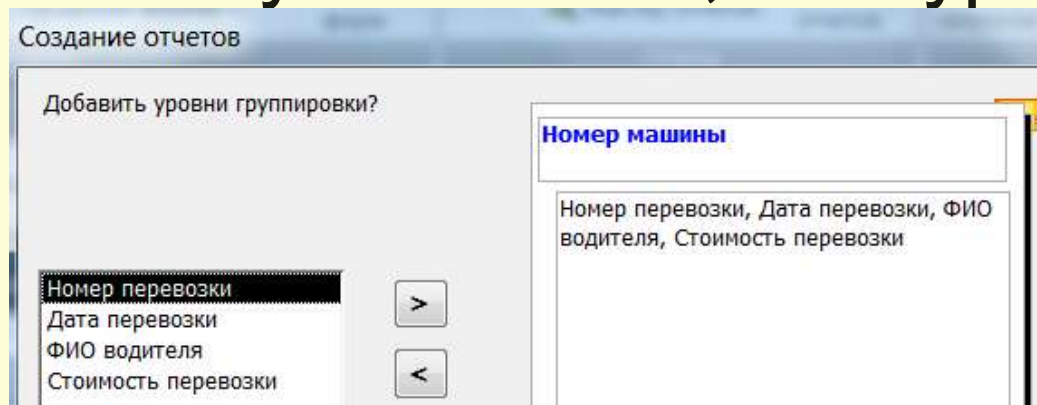 Создание отчетов
Добавить уровни группировки?
Номер машины
Номер перевозки, Дата перевозки, ФИО
водителя, Стоимость перевозки
Номер перевозки
Дата перевозки
ФИО водителя
Стоимость перевозки
>
<